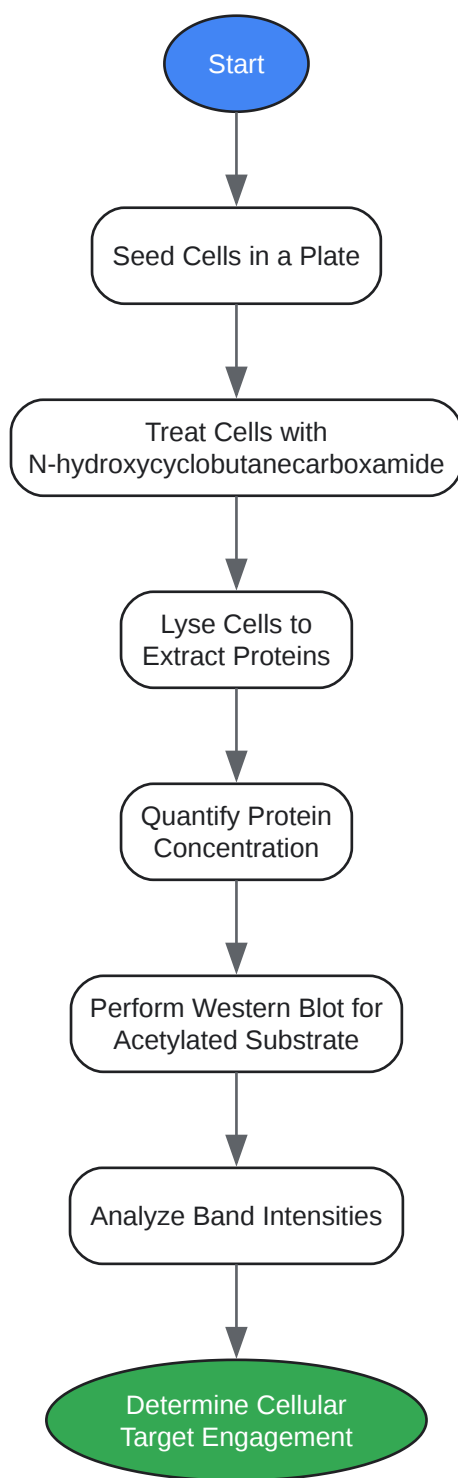 Start
Seed Cells in a Plate
Treat Cells with
N-hydroxycyclobutanecarboxamide
Lyse Cells to
Extract Proteins
Quantify Protein
Concentration
Perform Western Blot for
Acetylated Substrate
Analyze Band Intensities
Determine Cellular
Target Engagement